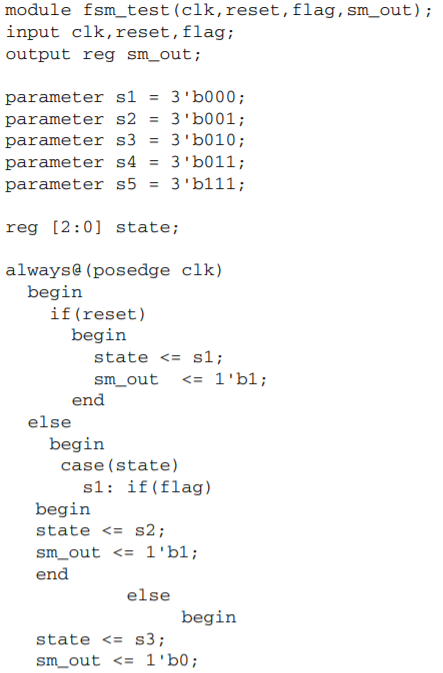 module fsm_test(clk,reset,flag,sm_out);
input clk,reset,flag;
output reg sm_out;

parameter s1 = 3'b000;
parameter s2 = 3'b001;
parameter s3 = 3'b010;
parameter s4 = 3'b011;
parameter s5 = 3'b111;

reg [2:0] state;

always@(posedge clk)
  begin
    if(reset)
      begin
        state <= s1;
        sm_out  <= 1'b1;
      end
  else
    begin
     case(state)
       s1: if(flag)
   begin
   state <= s2;
   sm_out <= 1'b1;
   end
           else
                begin
   state <= s3;
   sm_out <= 1'b0;